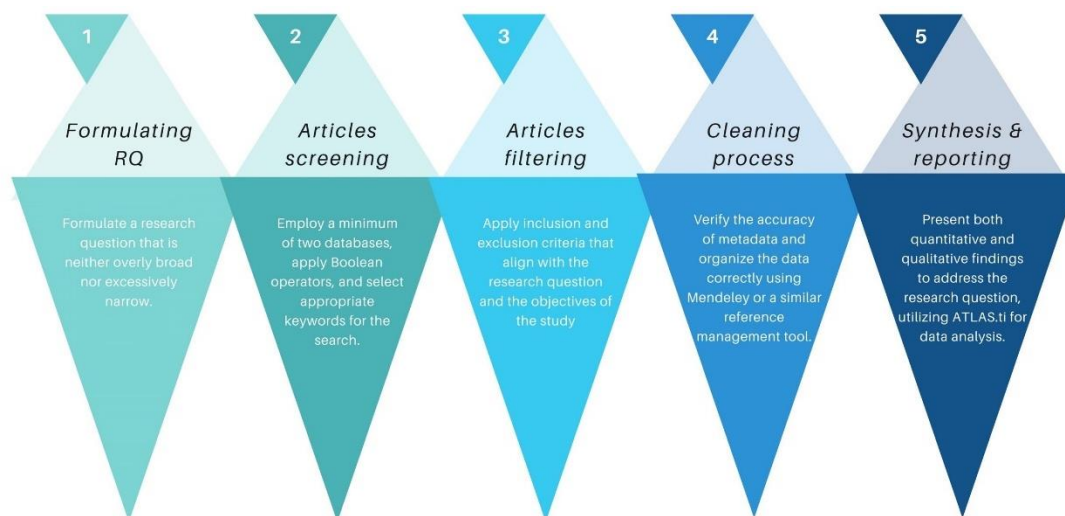 1
Formulating
RQ
Formulate a research
question that is
neither overly broad
nor excessively
narrow.
2
Articles
screening
Employ a minimum
of two databases,
apply Boolean
operators, and select
appropriate
keywords for the
search.
3
Articles
filtering
Apply inclusion and
exclusion criteria that
align with the
research question
and the objectives of
the study
4
Cleaning
process
Verify the accuracy
of metadata and
organize the data
correctly using
Mendeley or a similar
reference
management tool.
5
Synthesis &
reporting
Present both
quantitative and
qualitative findings
to address the
research question,
utilizing ATLAS.ti for
data analysis.